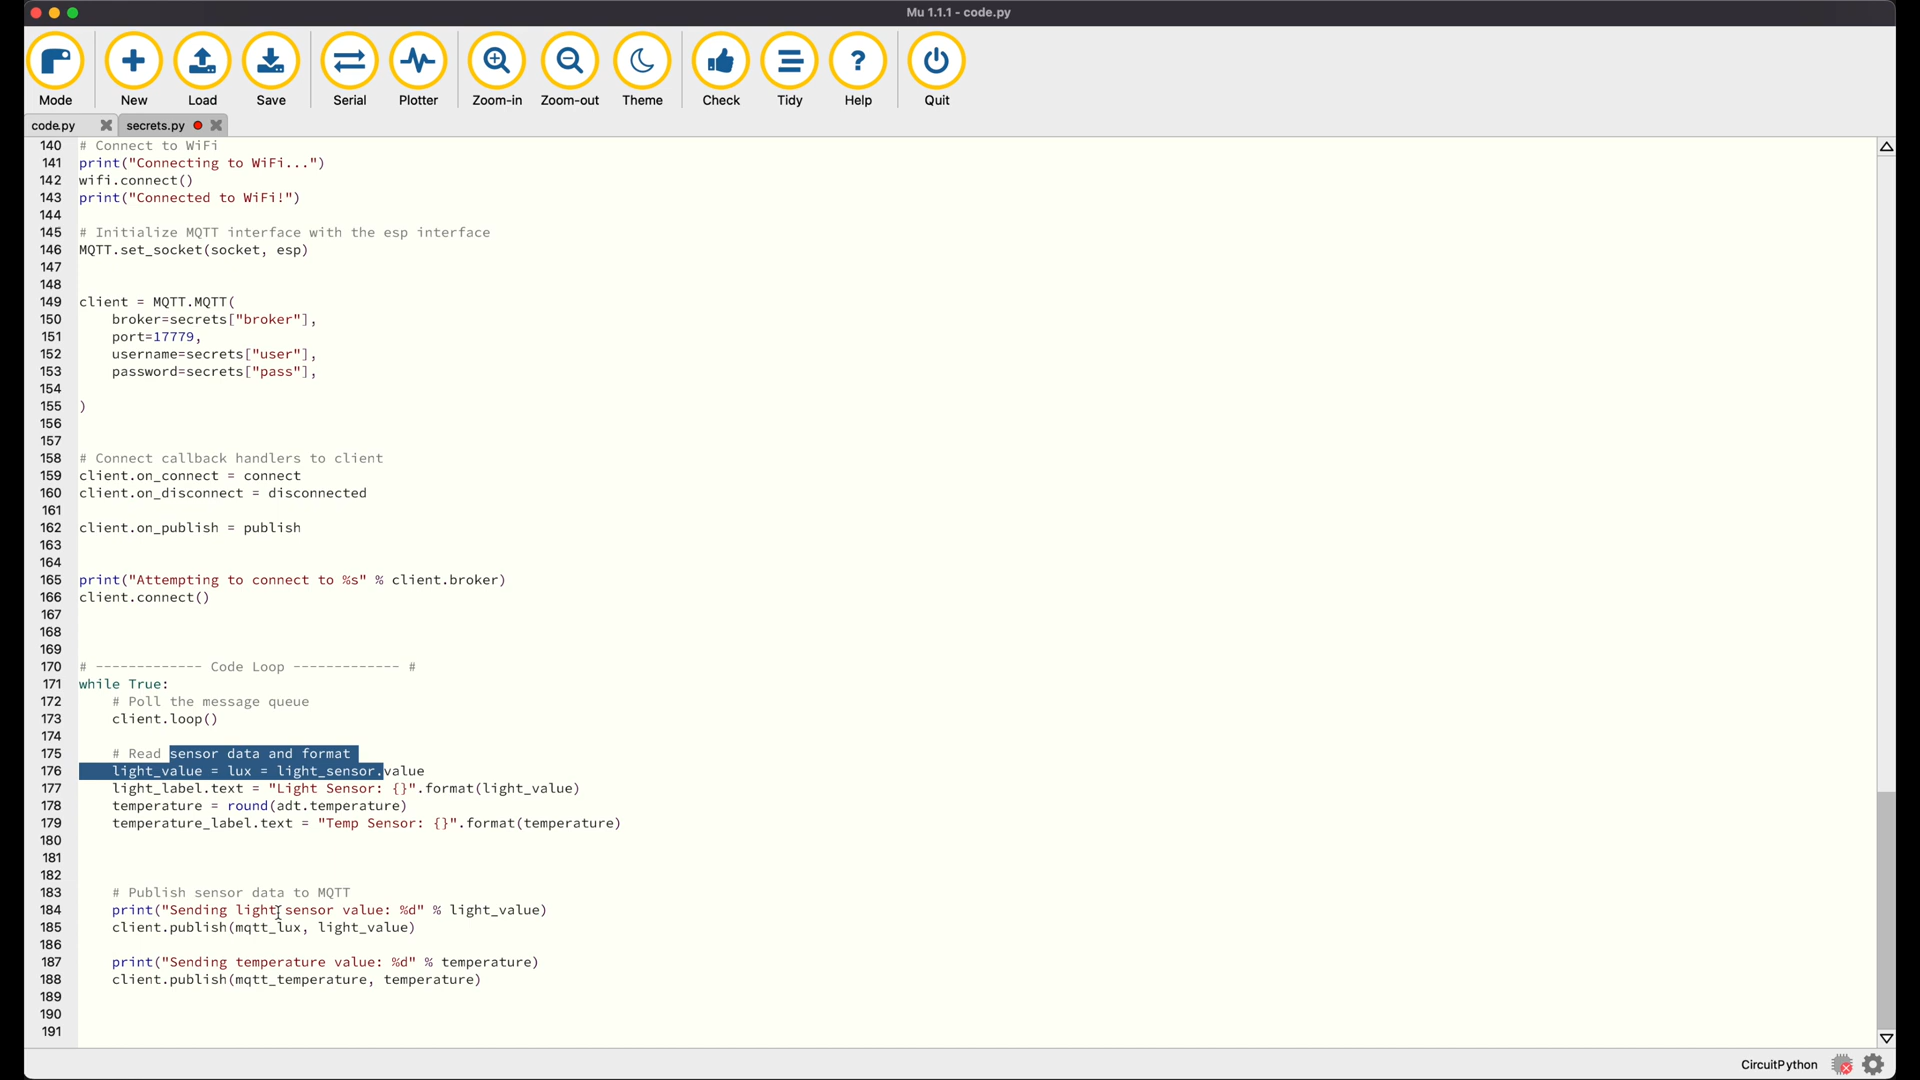 Mu 1.1.1 - code.py
Mode New Load Save Serial Plotter Zoom-in Zoom-out Theme Check Tidy Help Quit
code.py secrets.py
140 # Connect to WiFi
141 print("Connecting to WiFi...")
142 wifi.connect()
143 print("Connected to WiFi!")
144
145 # Initialize MQTT interface with the esp interface
146 MQTT.set_socket(socket, esp)
147
148
149 client = MQTT.MQTT(
150     broker=secrets["broker"],
151     port=17779,
152     username=secrets["user"],
153     password=secrets["pass"],
154
155 )
156
157
158 # Connect callback handlers to client
159 client.on_connect = connect
160 client.on_disconnect = disconnected
161
162 client.on_publish = publish
163
164
165 print("Attempting to connect to %s" % client.broker)
166 client.connect()
167
168
169
170 # ------------- Code Loop ------------- #
171 while True:
172     # Poll the message queue
173     client.loop()
174
175     # Read sensor data and format
176     light_value = lux = light_sensor.value
177     light_label.text = "Light Sensor: {}".format(light_value)
178     temperature = round(adt.temperature)
179     temperature_label.text = "Temp Sensor: {}".format(temperature)
180
181
182
183     # Publish sensor data to MQTT
184     print("Sending light sensor value: %d" % light_value)
185     client.publish(mqtt_lux, light_value)
186
187     print("Sending temperature value: %d" % temperature)
188     client.publish(mqtt_temperature, temperature)
189
190
191
CircuitPython